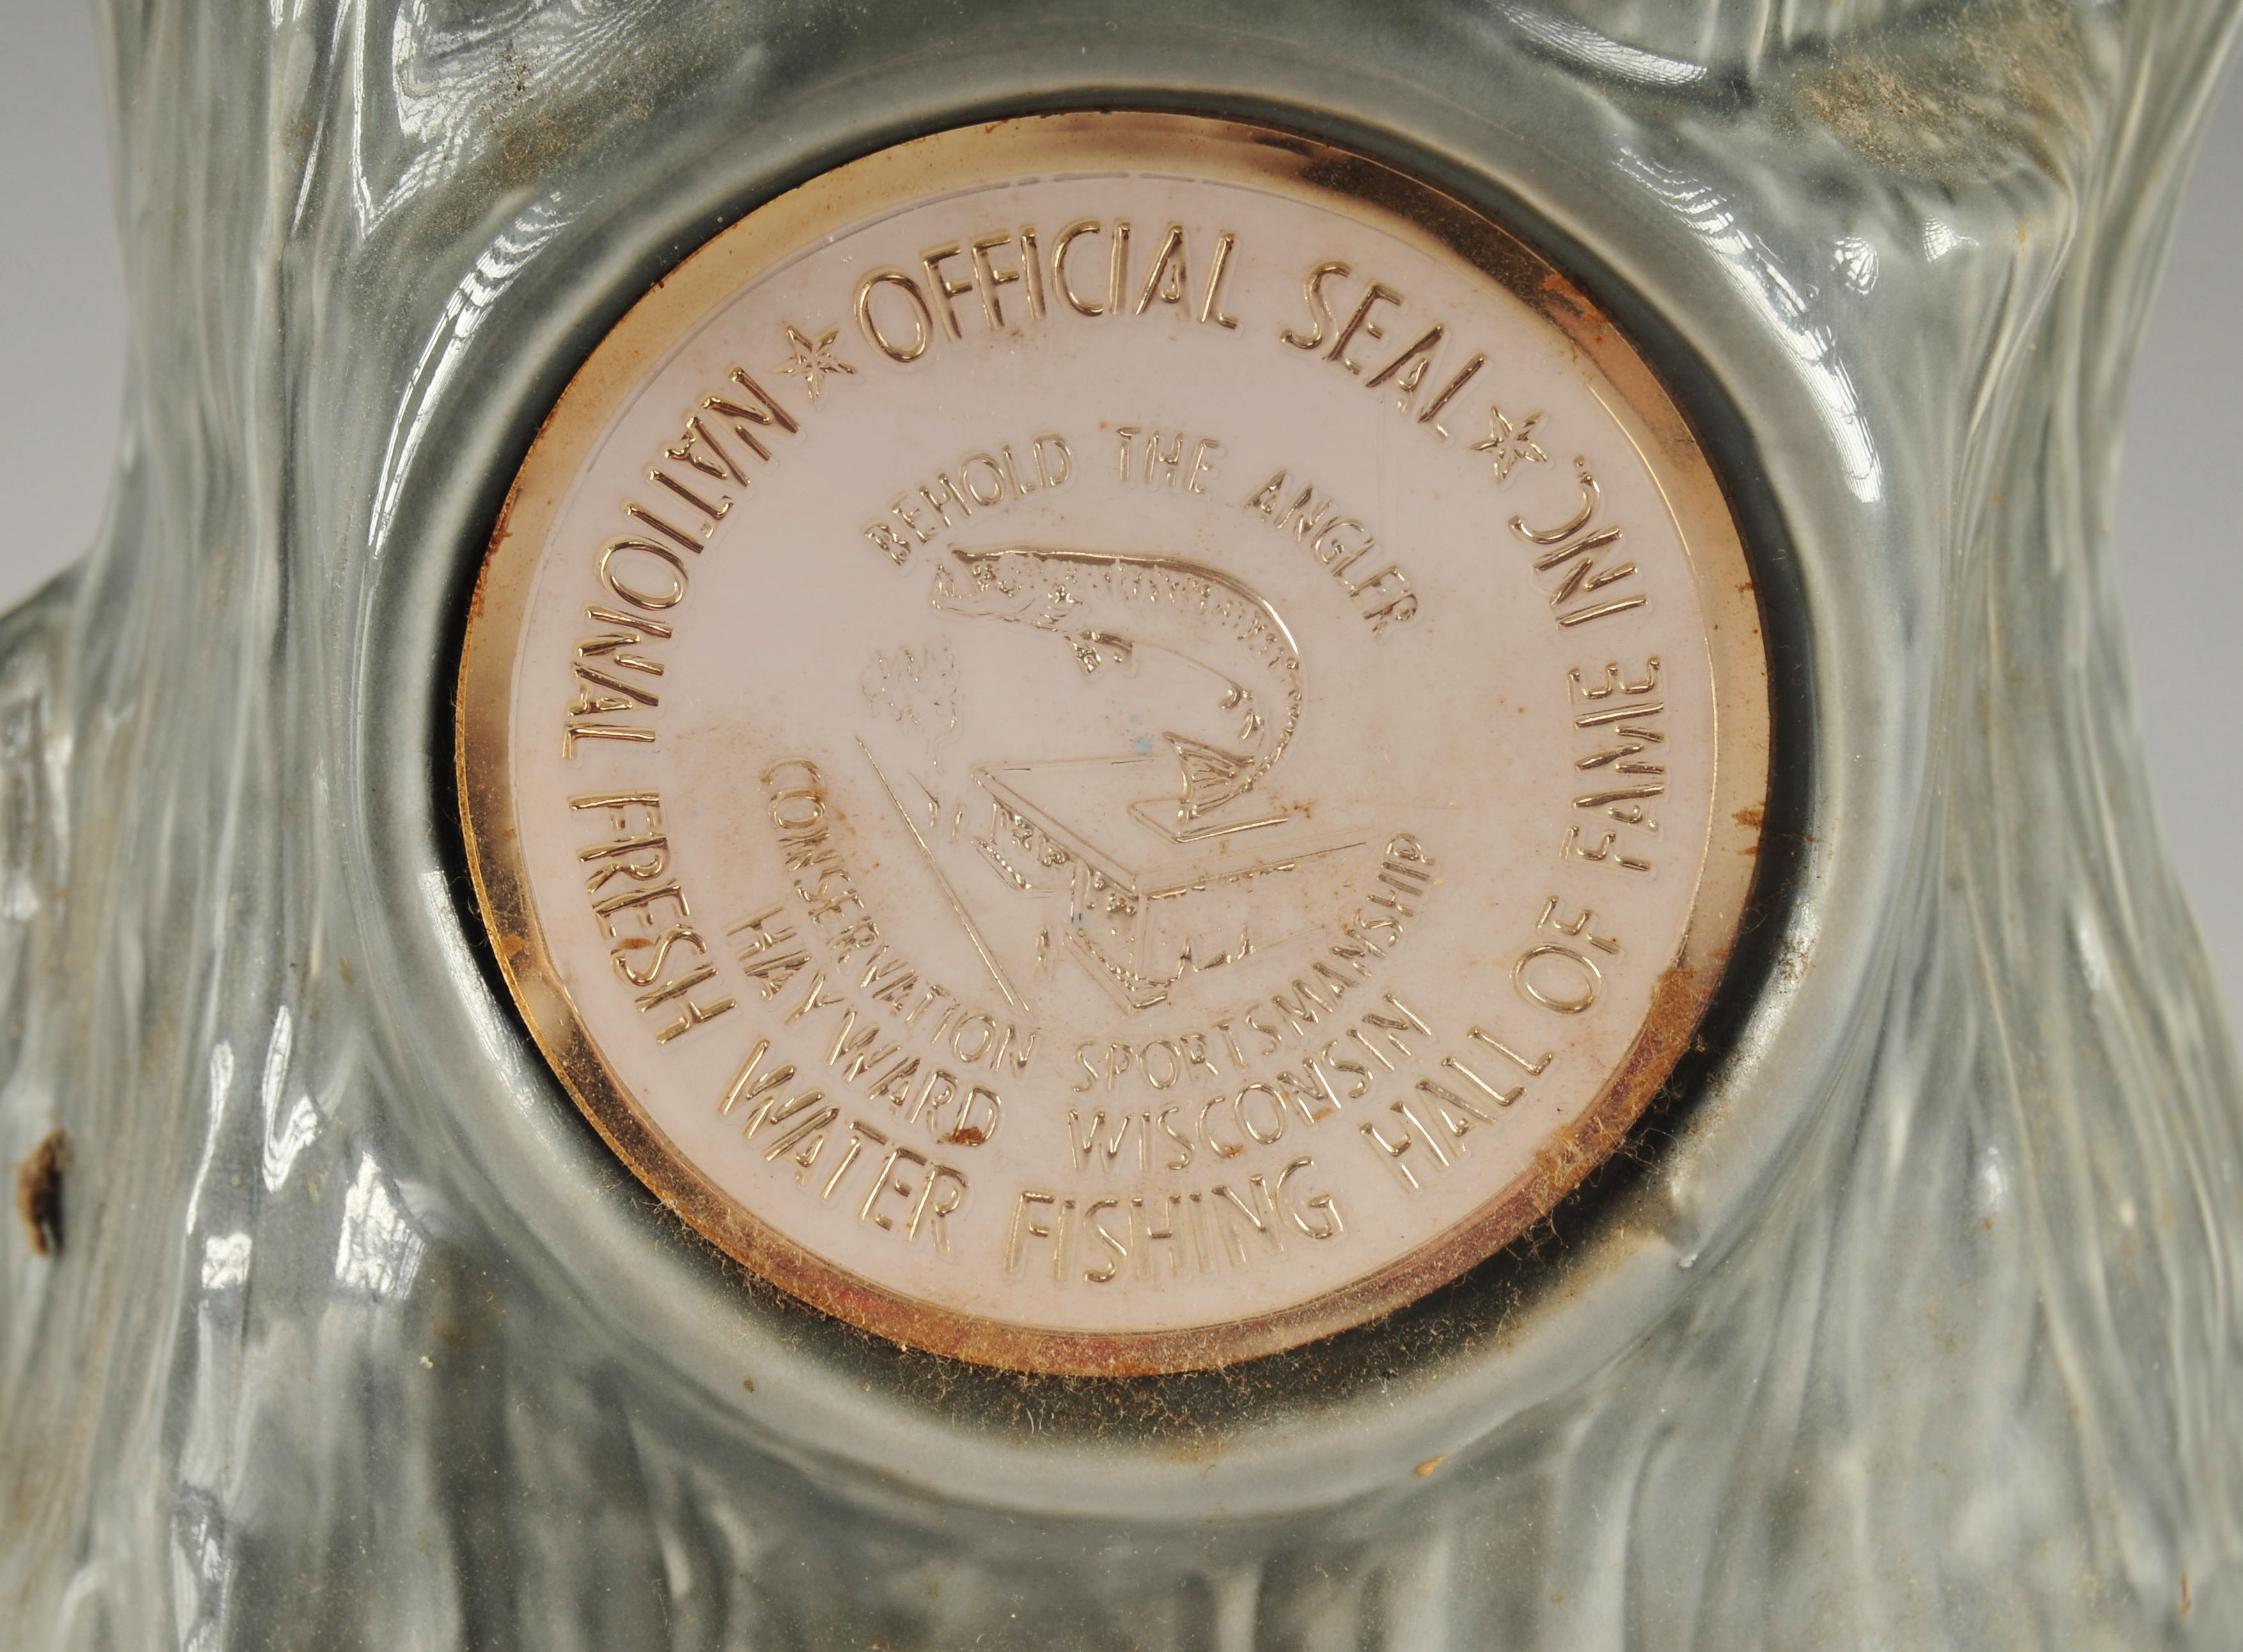 ★ OFFICIAL SEAL ★
NATIONAL FRESH WATER FISHING HALL OF FAME INC.
BEHOLD THE ANGLER
CONSERVATION SPORTSMANSHIP
HAYWARD WISCONSIN